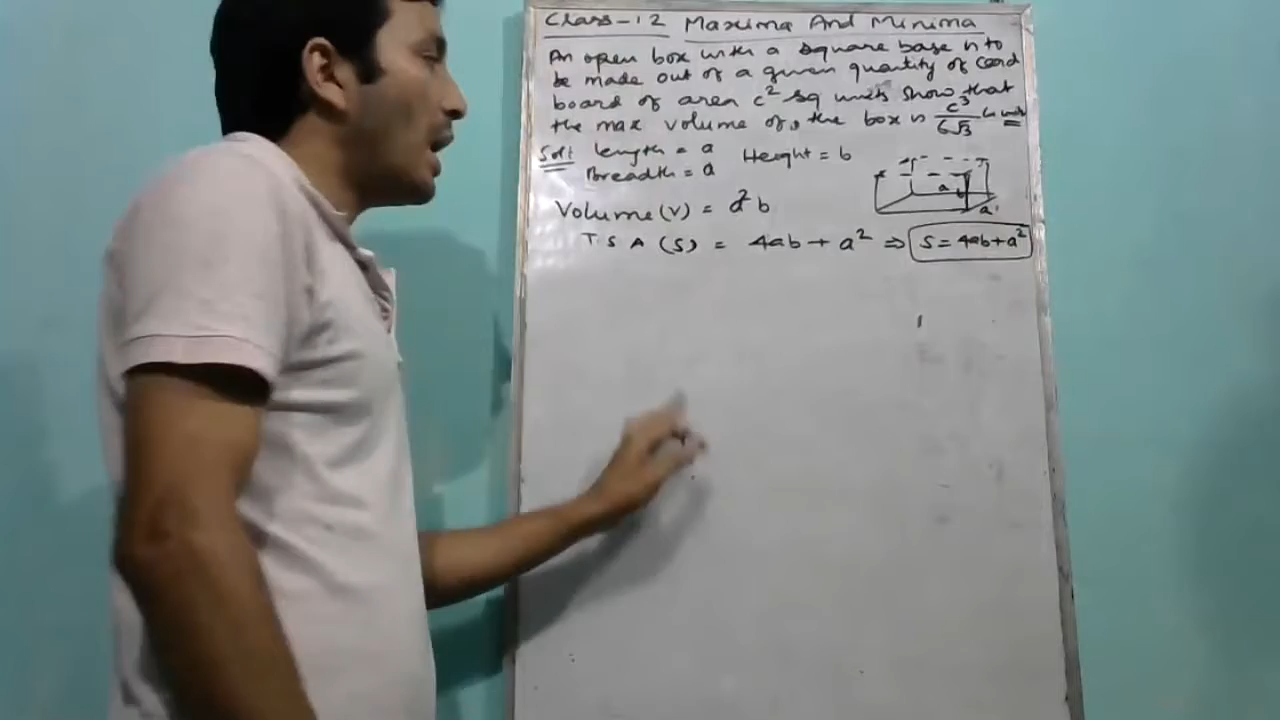 Class-12 Maxima And Minima
An open box with a square base is to
be made out of a given quantity of card
board of area c² sq units show that
the max volume of the box is c³/6√3 cu units
Solⁿ Length = a Height = b
Breadth = a
Volume (V) = a²b
T S A (S) = 4ab + a² ⇒ S = 4ab + a²
a b a